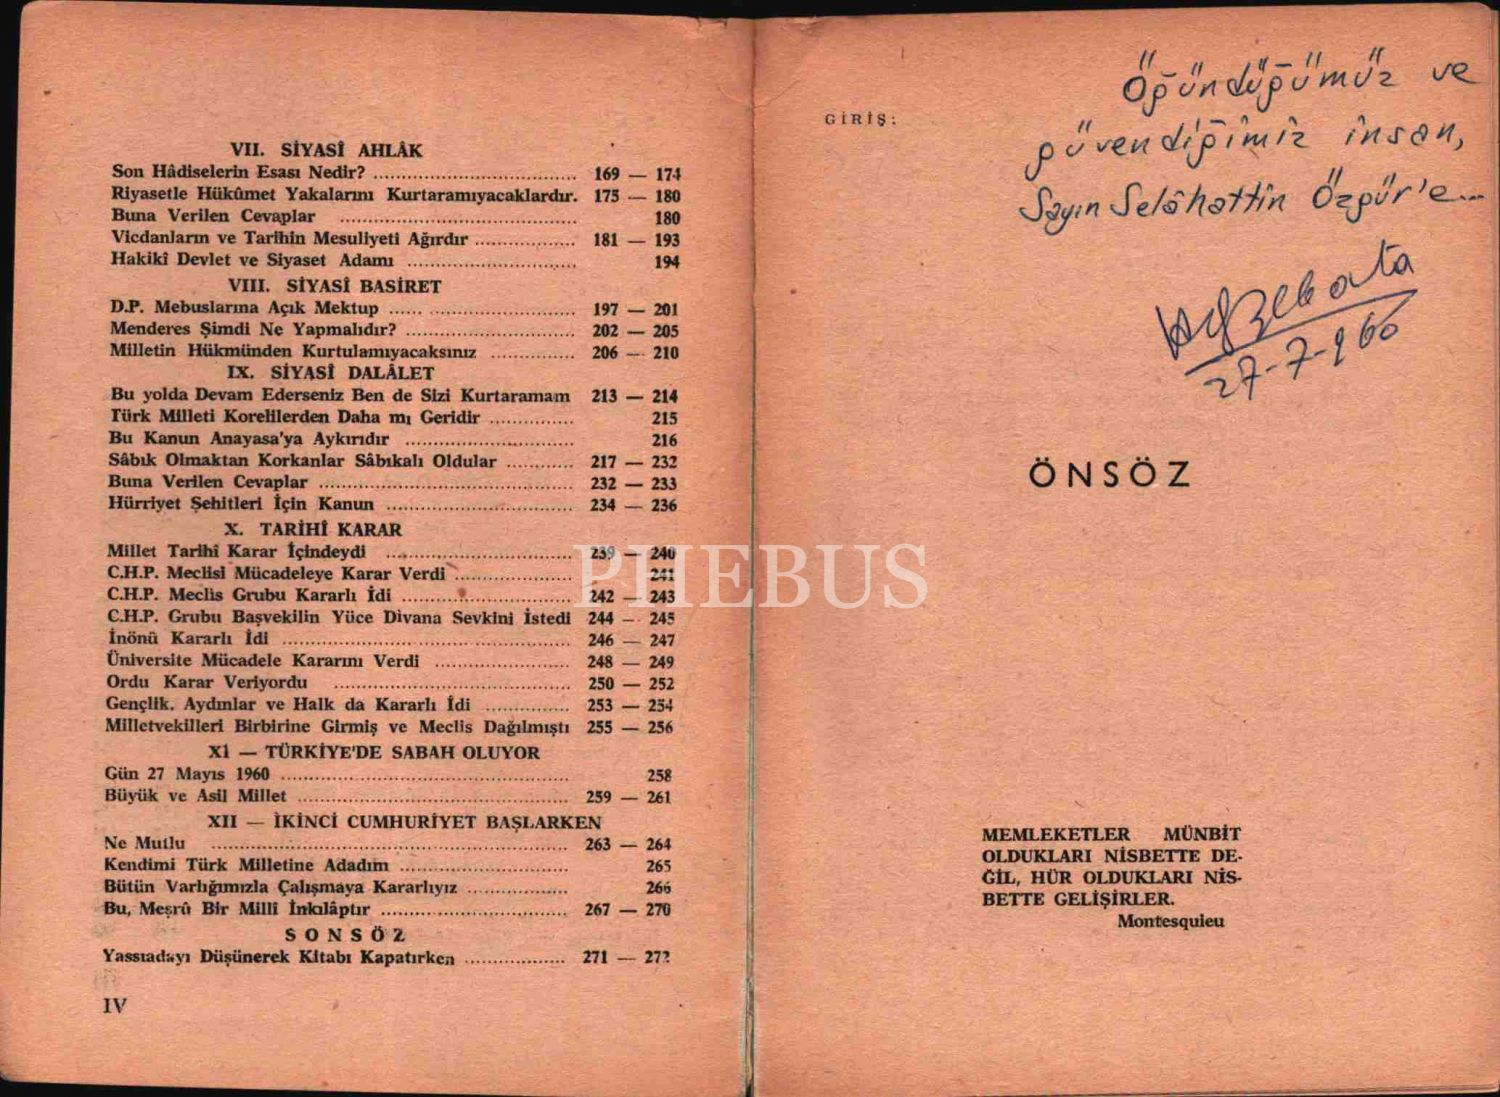 VII. SİYASÎ AHLÂK
Son Hâdiselerin Esası Nedir? .................................. 169 — 174
Riyasetle Hükûmet Yakalarını Kurtaramıyacaklardır. 175 — 180
Buna Verilen Cevaplar ....................................... 180
Vicdanların ve Tarihin Mesuliyeti Ağırdır .................. 181 — 193
Hakikî Devlet ve Siyaset Adamı ............................. 194
VIII. SİYASÎ BASİRET
D.P. Mebuslarına Açık Mektup ............................. 197 — 201
Menderes Şimdi Ne Yapmalıdır? ............................. 202 — 205
Milletin Hükmünden Kurtulamıyacaksınız ............... 206 — 210
IX. SİYASÎ DALÂLET
Bu yolda Devam Ederseniz Ben de Sizi Kurtaramam 213 — 214
Türk Milleti Korelilerden Daha mı Geridir ............... 215
Bu Kanun Anayasa'ya Aykırıdır ............................. 216
Sâbık Olmaktan Korkanlar Sâbıkalı Oldular ............ 217 — 232
Buna Verilen Cevaplar ....................................... 232 — 233
Hürriyet Şehitleri İçin Kanun ............................. 234 — 236
X. TARİHÎ KARAR
Millet Tarihî Karar İçindeydi ............................. 239 — 240
C.H.P. Meclisi Mücadeleye Karar Verdi .................. 241
C.H.P. Meclis Grubu Kararlı İdi ............................. 242 — 243
C.H.P. Grubu Başvekilin Yüce Divana Sevkini İstedi 244 — 245
İnönü Kararlı İdi ............................................. 246 — 247
Üniversite Mücadele Kararını Verdi ..................... 248 — 249
Ordu Karar Veriyordu ....................................... 250 — 252
Gençlik, Aydınlar ve Halk da Kararlı İdi ............... 253 — 254
Milletvekilleri Birbirine Girmiş ve Meclis Dağılmıştı 255 — 256
XI — TÜRKİYE'DE SABAH OLUYOR
Gün 27 Mayıs 1960 ............................................. 258
Büyük ve Asil Millet .......................................... 259 — 261
XII — İKİNCİ CUMHURİYET BAŞLARKEN
Ne Mutlu ...................................................... 263 — 264
Kendimi Türk Milletine Adadım ............................. 265
Bütün Varlığımızla Çalışmaya Kararlıyız .................. 266
Bu, Meşrû Bir Millî İnkılâptır ............................. 267 — 270
SONSÖZ
Yassıadayı Düşünerek Kitabı Kapatırken .................. 271 — 272
IV
GİRİŞ:
Öğündüğümüz ve
güvendiğimiz insan,
Sayın Selâhattin Özgür'e...
27-7-960
ÖNSÖZ
MEMLEKETLER MÜNBİT
OLDUKLARI NİSBETTE DE-
ĞİL, HÜR OLDUKLARI NİS-
BETTE GELİŞİRLER.
Montesquieu
PHEBUS